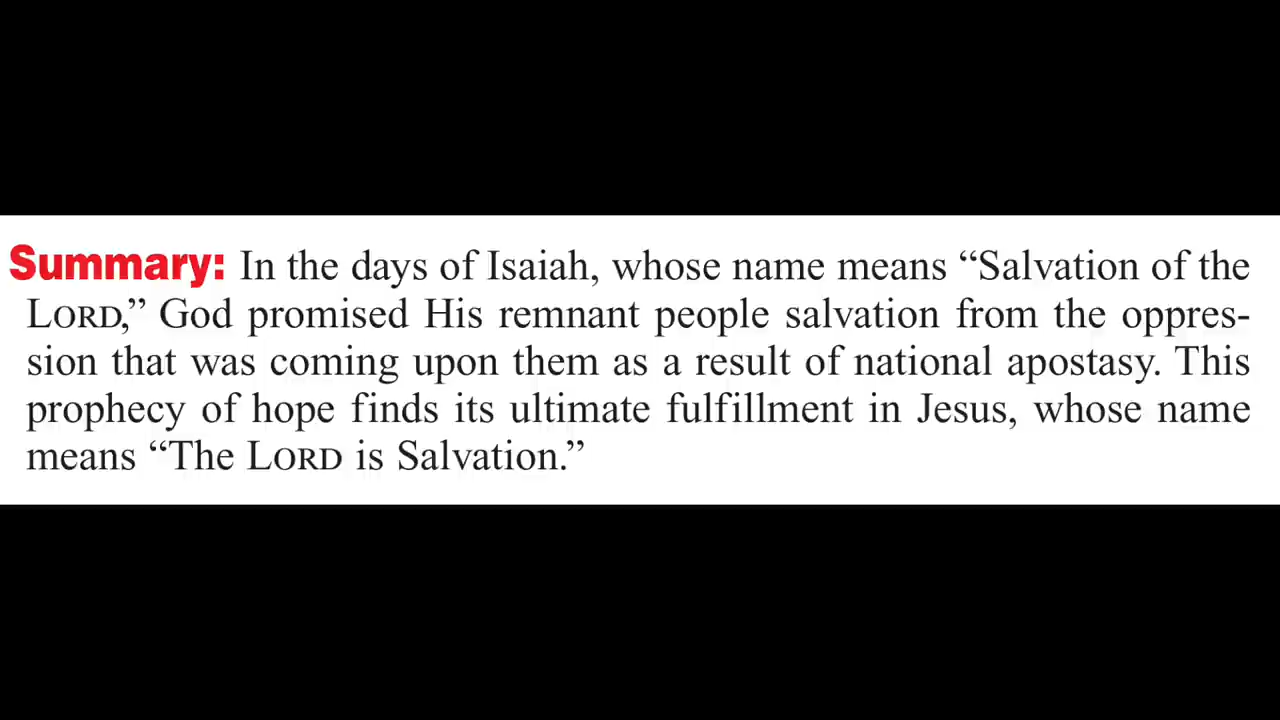 Summary: In the days of Isaiah, whose name means “Salvation of the
LORD,” God promised His remnant people salvation from the oppres-
sion that was coming upon them as a result of national apostasy. This
prophecy of hope finds its ultimate fulfillment in Jesus, whose name
means “The LORD is Salvation.”